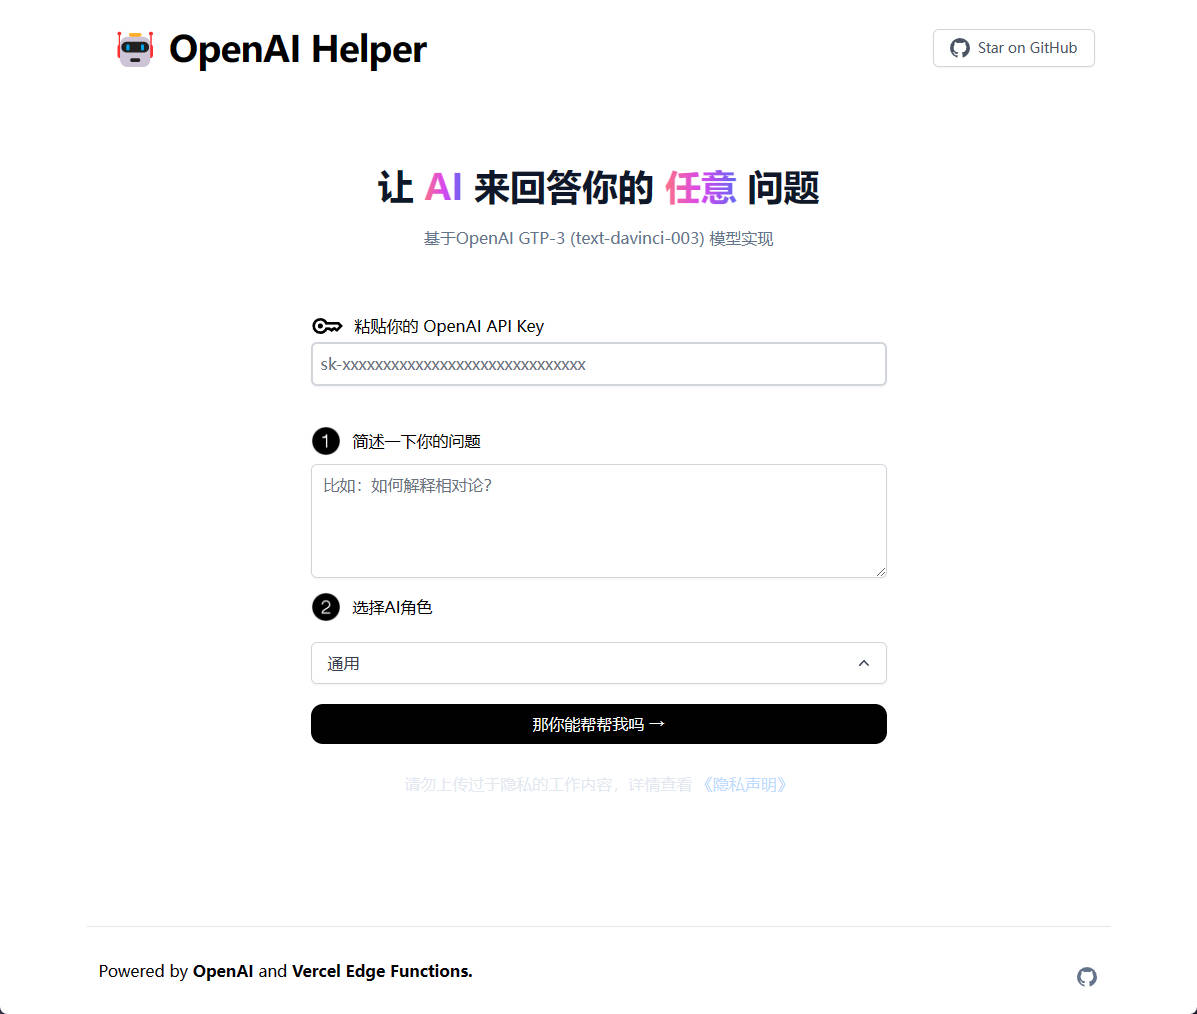 OpenAI Helper
Star on GitHub
让 AI 来回答你的 任意 问题
基于OpenAI GTP-3 (text-davinci-003) 模型实现
粘贴你的 OpenAI API Key
sk-xxxxxxxxxxxxxxxxxxxxxxxxxxxxxx
1 简述一下你的问题
比如：如何解释相对论？
2 选择AI角色
通用
那你能帮帮我吗 →
请勿上传过于隐私的工作内容，详情查看 《隐私声明》
Powered by OpenAI and Vercel Edge Functions.